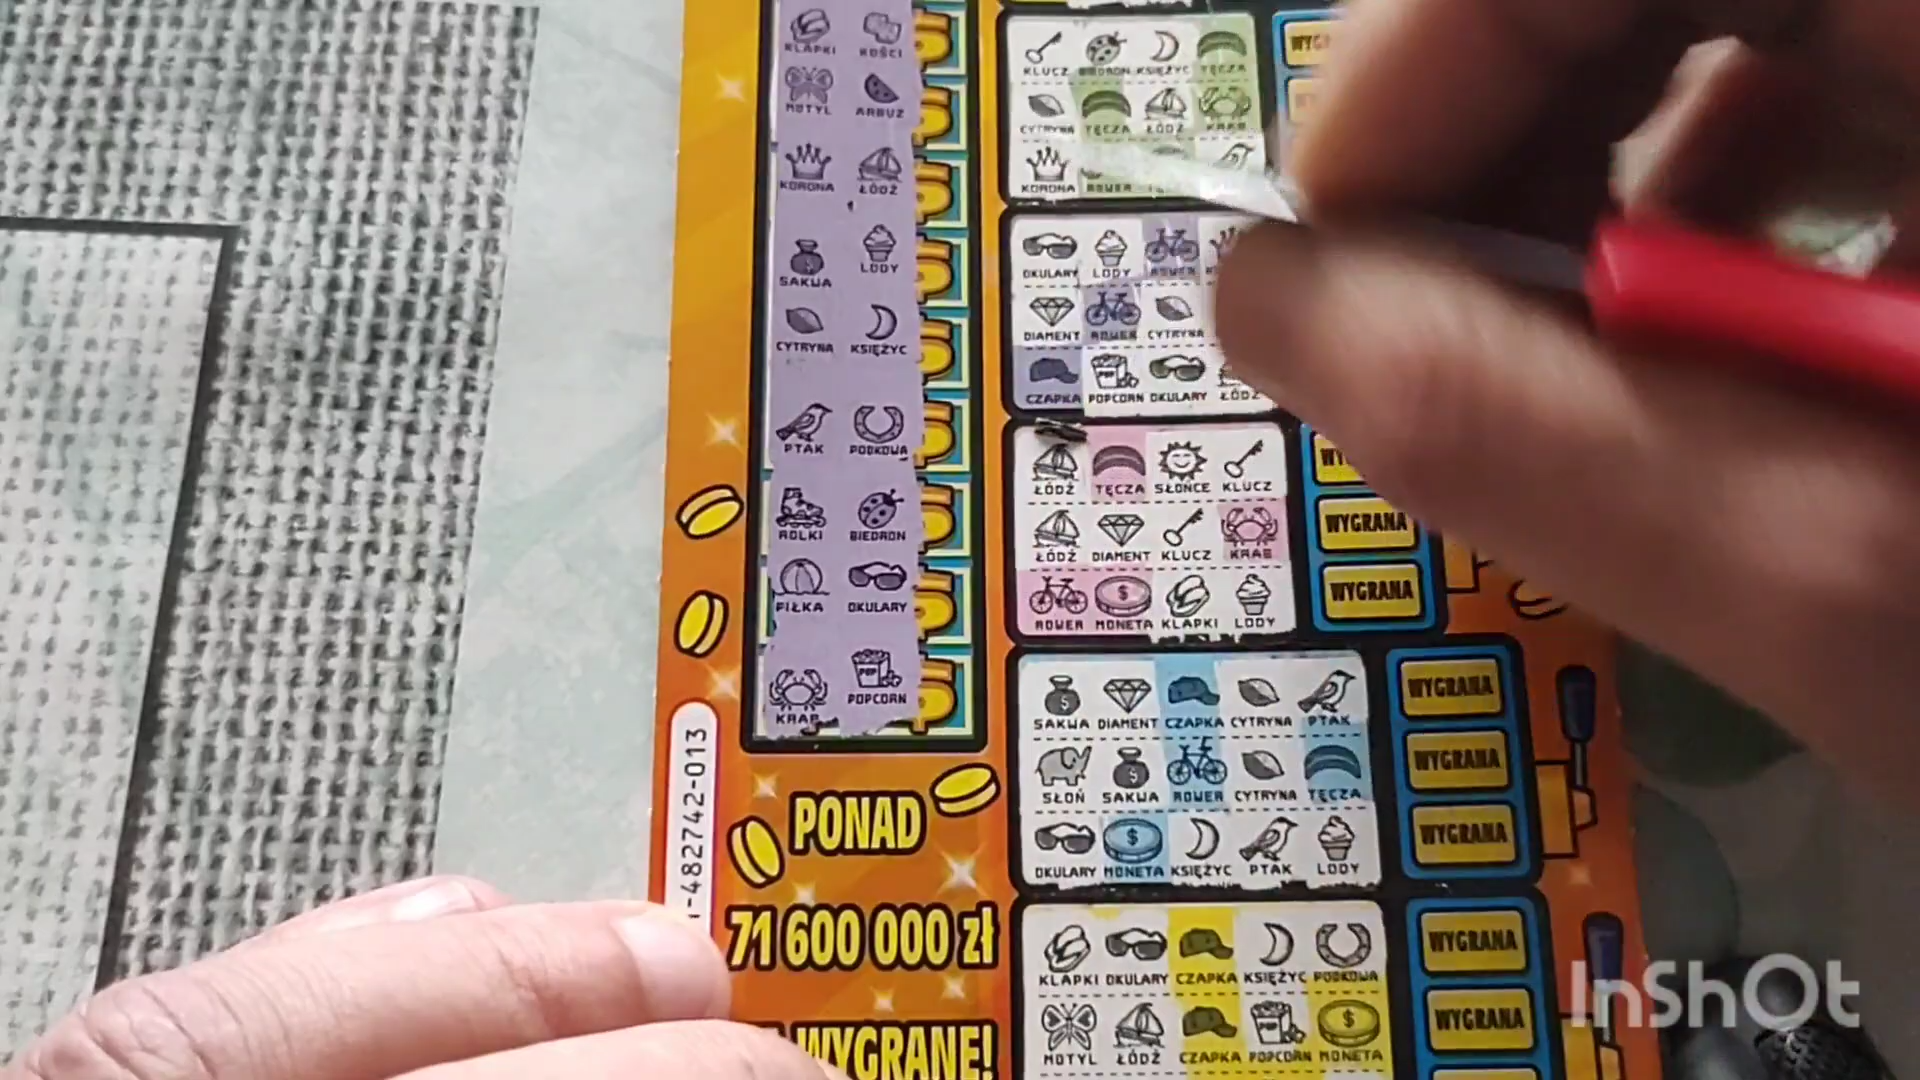 KLAPKI KOŚCI
MOTYL ARBUZ
KORONA ŁÓDŹ
SAKWA LODY
CYTRYNA KSIĘŻYC
PTAK PODKOWA
ROLKI BIEDRON
PIŁKA OKULARY
KRAB POPCORN
1-482742-013
PONAD
71 600 000 zł
WYGRANE!
KLUCZ BIEDRON KSIĘŻYC TĘCZA
CYTRYNA TĘCZA ŁÓDŹ KRAB
KORONA ROWER
OKULARY LODY ROWER
DIAMENT ROWER CYTRYNA
CZAPKA POPCORN OKULARY ŁÓDŹ
ŁÓDŹ TĘCZA SŁOŃCE KLUCZ
ŁÓDŹ DIAMENT KLUCZ KRAB
WYGRANA
ROWER MONETA KLAPKI LODY
WYGRANA
SAKWA DIAMENT CZAPKA CYTRYNA PTAK
WYGRANA
SŁOŃ SAKWA ROWER CYTRYNA TĘCZA
WYGRANA
OKULARY MONETA KSIĘŻYC PTAK LODY
WYGRANA
KLAPKI OKULARY CZAPKA KSIĘŻYC PODKOWA
WYGRANA
MOTYL ŁÓDŹ CZAPKA POPCORN MONETA
WYGRANA
InShOt